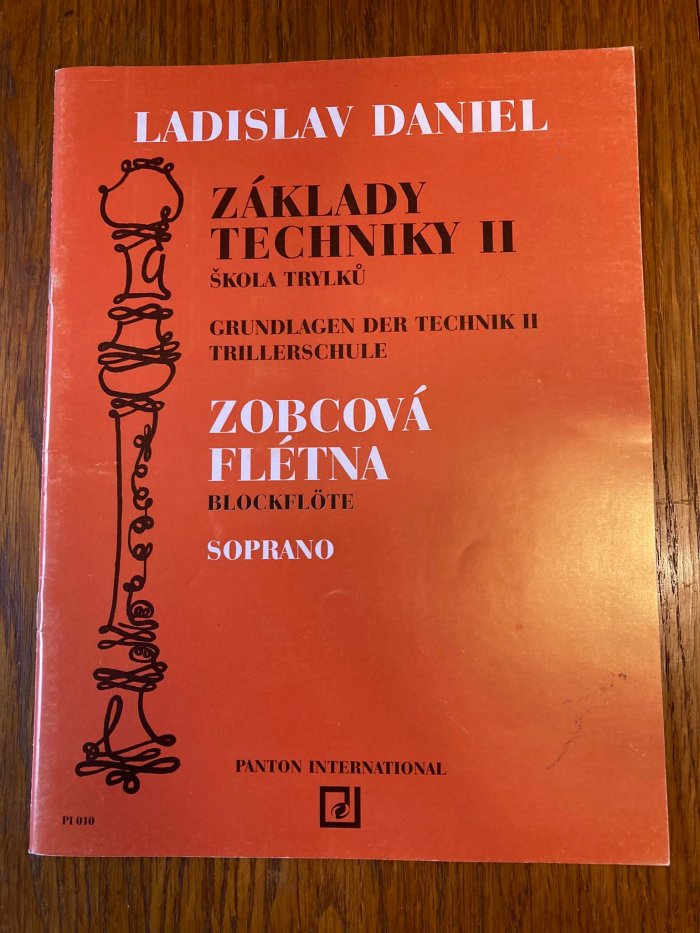 LADISLAV DANIEL
ZÁKLADY
TECHNIKY II
ŠKOLA TRYLKŮ
GRUNDLAGEN DER TECHNIK II
TRILLERSCHULE
ZOBCOVÁ
FLÉTNA
BLOCKFLÖTE
SOPRANO
PANTON INTERNATIONAL
PI 010